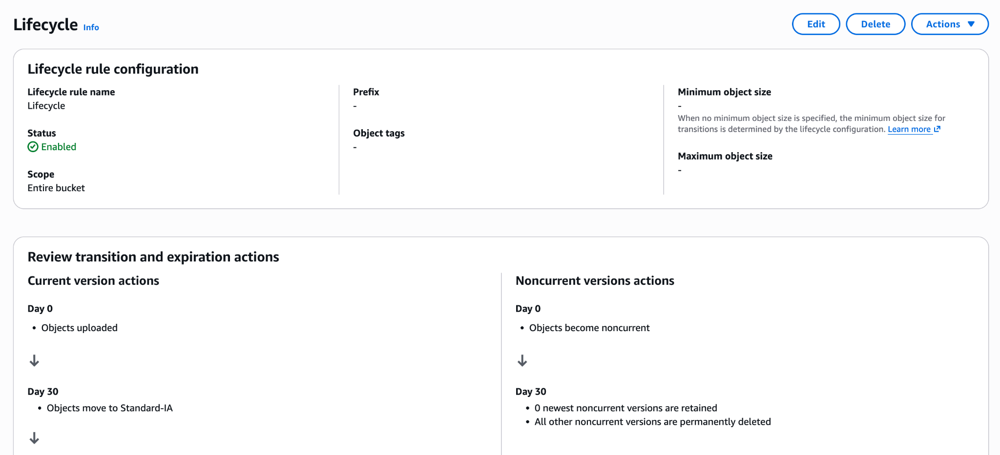 Lifecycle Info
Edit
Delete
Actions
Lifecycle rule configuration
Lifecycle rule name
Lifecycle
Status
Enabled
Scope
Entire bucket
Prefix
-
Object tags
-
Minimum object size
-
When no minimum object size is specified, the minimum object size for
transitions is determined by the lifecycle configuration. Learn more
Maximum object size
-
Review transition and expiration actions
Current version actions
Day 0
• Objects uploaded
Day 30
• Objects move to Standard-IA
Noncurrent versions actions
Day 0
• Objects become noncurrent
Day 30
• 0 newest noncurrent versions are retained
• All other noncurrent versions are permanently deleted